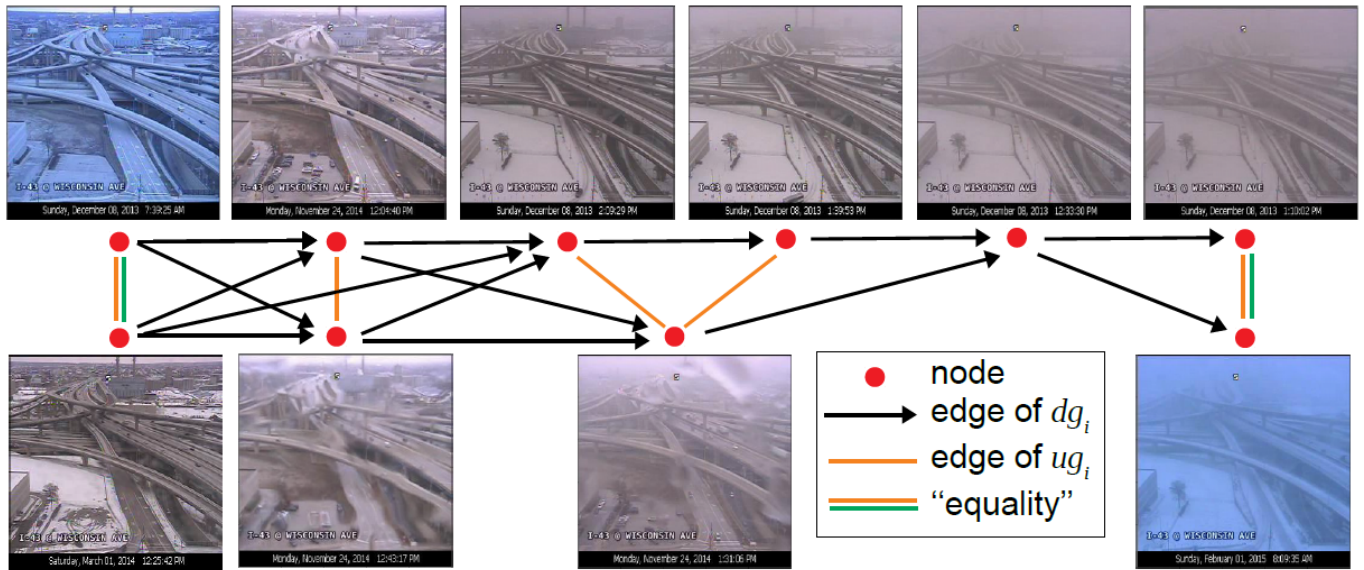 I-43 @ WISCONSIN AVE
Sunday, December 08, 2013 7:39:25 AM
I-43 @ WISCONSIN AVE
Monday, November 24, 2014 12:04:40 PM
I-43 @ WISCONSIN AVE
Sunday, December 08, 2013 2:09:29 PM
I-43 @ WISCONSIN AVE
Sunday, December 08, 2013 1:39:53 PM
I-43 @ WISCONSIN AVE
Sunday, December 08, 2013 12:33:30 PM
I-43 @ WISCONSIN AVE
Sunday, December 08, 2013 1:10:02 PM
I-43 @ WISCONSIN AVE
Saturday, March 01, 2014 12:25:42 PM
I-43 @ WISCONSIN AVE
Monday, November 24, 2014 12:43:17 PM
I-43 @ WISCONSIN AVE
Monday, November 24, 2014 1:31:06 PM
node
edge of dg_i
edge of ug_i
“equality”
I-43 @ WISCONSIN AVE
Sunday, February 01, 2015 8:09:35 AM